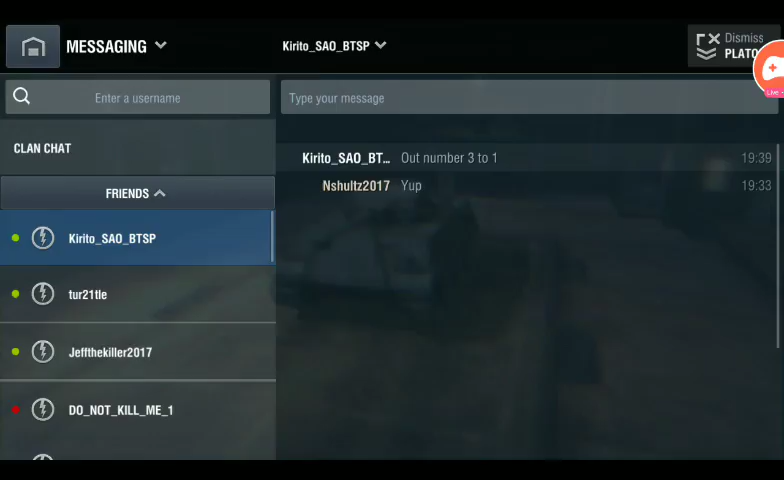 MESSAGING
Kirito_SAO_BTSP
Dismiss
Enter a username
Type your message
Live
CLAN CHAT
Kirito_SAO_BT... Out number 3 to 1 19:39
Nshultz2017 Yup 19:33
FRIENDS
Kirito_SAO_BTSP
tur21tle
Jeffthekiller2017
DO_NOT_KILL_ME_1